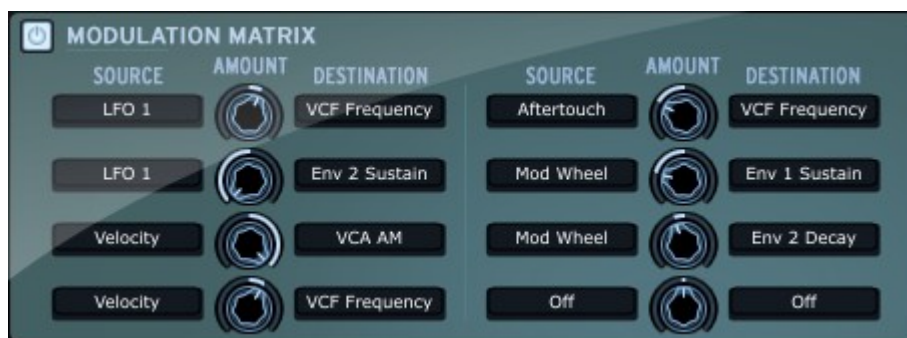 MODULATION MATRIX
SOURCE AMOUNT DESTINATION SOURCE AMOUNT DESTINATION
LFO 1 VCF Frequency Aftertouch VCF Frequency
LFO 1 Env 2 Sustain Mod Wheel Env 1 Sustain
Velocity VCA AM Mod Wheel Env 2 Decay
Velocity VCF Frequency Off Off